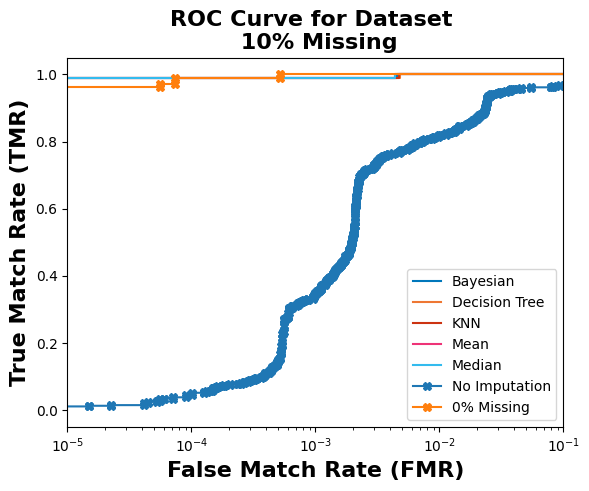 ROC Curve for Dataset
10% Missing
True Match Rate (TMR)
1.0
0.8
0.6
0.4
0.2
0.0
Bayesian
Decision Tree
KNN
Mean
Median
No Imputation
0% Missing
10⁻⁵
10⁻⁴
10⁻³
10⁻²
10⁻¹
False Match Rate (FMR)